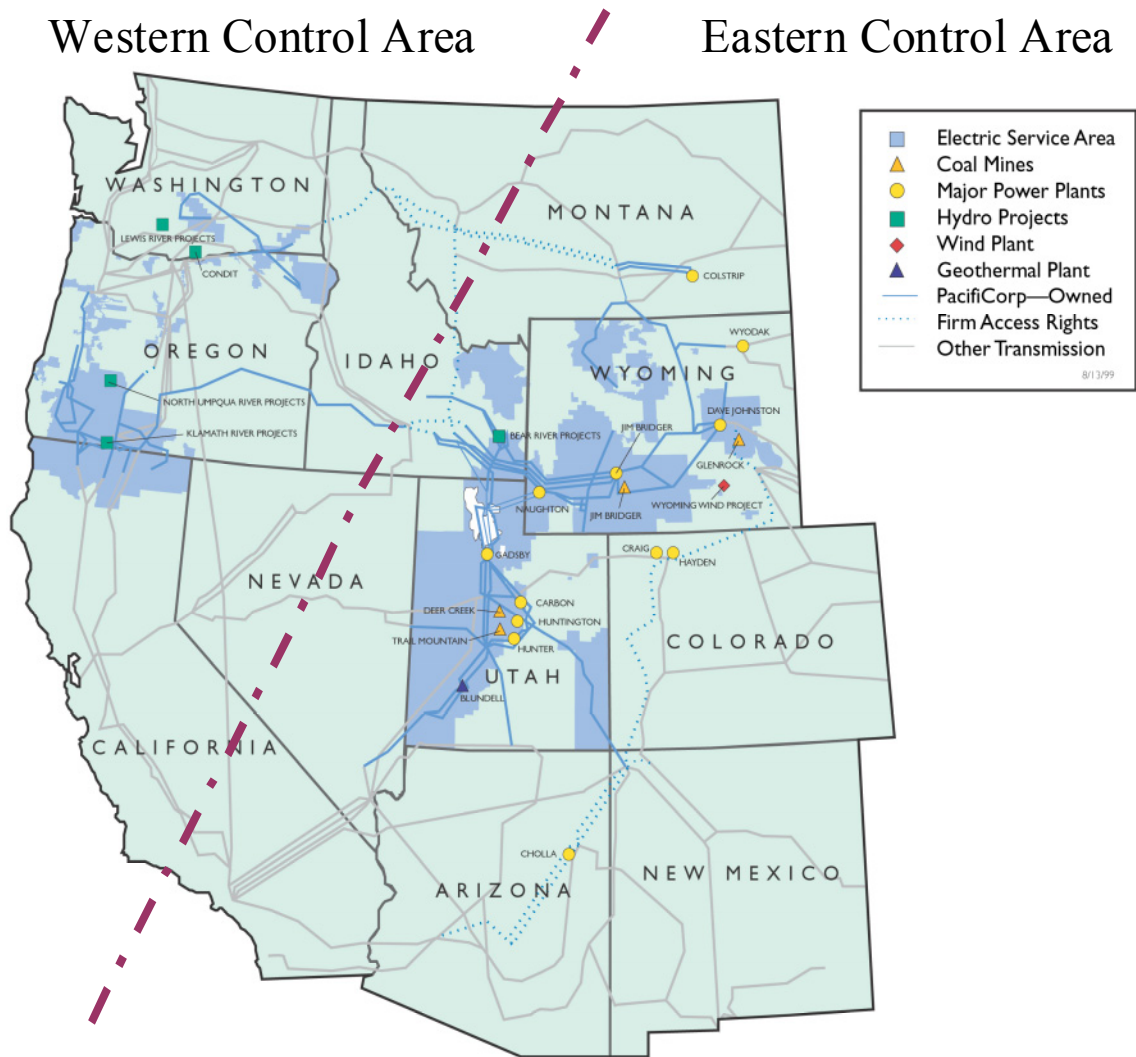 Western Control Area
Eastern Control Area
Electric Service Area
Coal Mines
Major Power Plants
Hydro Projects
Wind Plant
Geothermal Plant
PacifiCorp—Owned
Firm Access Rights
Other Transmission
8/13/99
WASHINGTON
LEWIS RIVER PROJECTS
CONDIT
MONTANA
COLSTRIP
OREGON
NORTH UMPQUA RIVER PROJECTS
KLAMATH RIVER PROJECTS
IDAHO
BEAR RIVER PROJECTS
WYODAK
WYOMING
DAVE JOHNSTON
JIM BRIDGER
GLENROCK
NAUGHTON
JIM BRIDGER
WYOMING WIND PROJECT
GADSBY
CRAIG
HAYDEN
NEVADA
CARBON
DEER CREEK
HUNTINGTON
TRAIL MOUNTAIN
HUNTER
UTAH
BLUNDELL
COLORADO
CALIFORNIA
CHOLLA
ARIZONA
NEW MEXICO